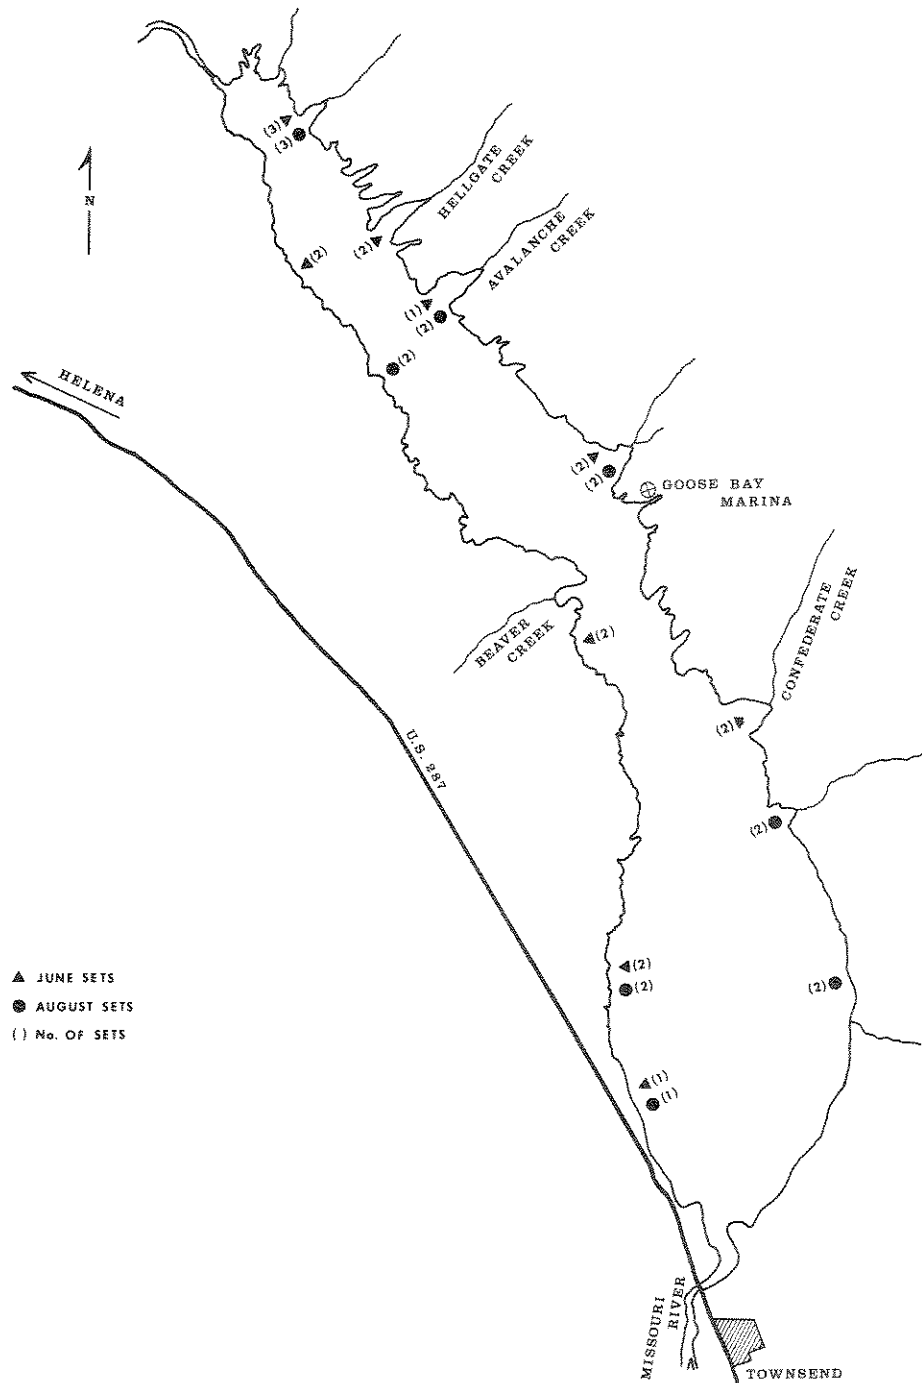 (3)
(3)
N
HELLGATE
CREEK
(2)
(2)
AVALANCHE
CREEK
(1)
(2)
(2)
HELENA
(2)
(2)
GOOSE BAY
MARINA
BEAVER
CREEK
(2)
CONFEDERATE
CREEK
(2)
U.S. 287
(2)
(2)
(2)
(2)
▲ JUNE SETS
● AUGUST SETS
( ) No. OF SETS
(1)
(1)
MISSOURI
RIVER
TOWNSEND